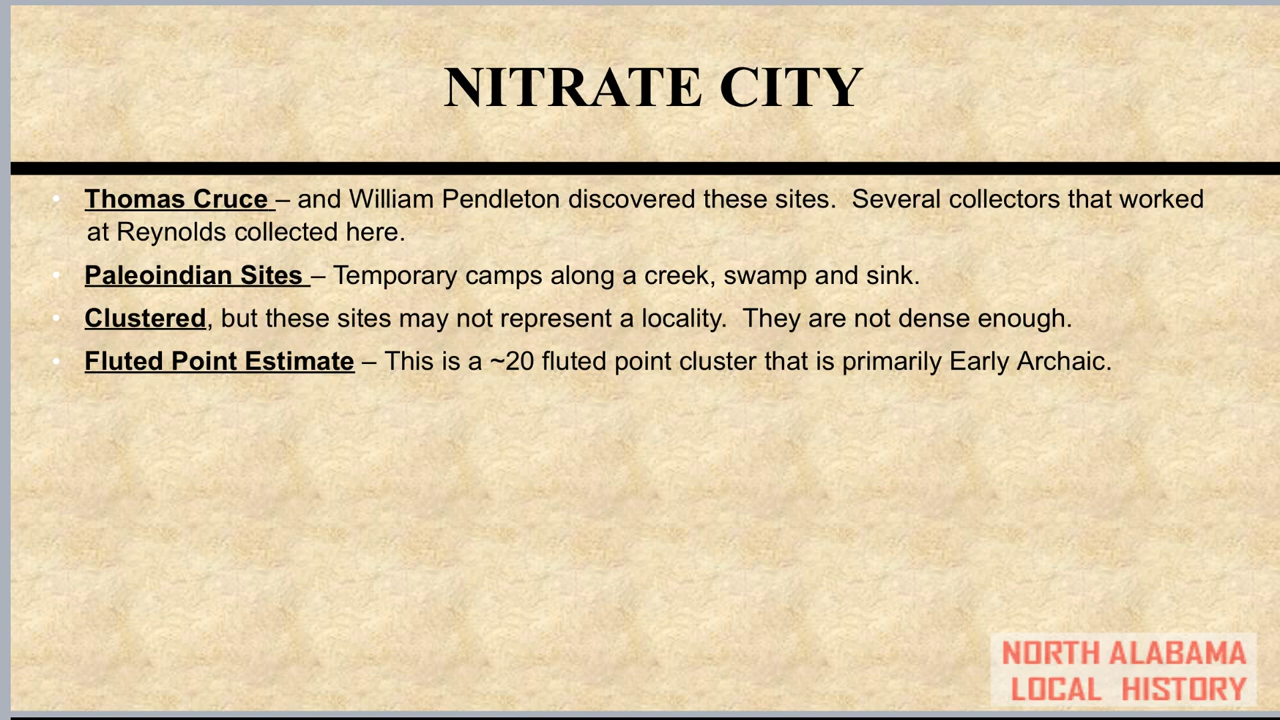 NITRATE CITY
• Thomas Cruce – and William Pendleton discovered these sites.  Several collectors that worked
at Reynolds collected here.
• Paleoindian Sites – Temporary camps along a creek, swamp and sink.
• Clustered, but these sites may not represent a locality.  They are not dense enough.
• Fluted Point Estimate – This is a ~20 fluted point cluster that is primarily Early Archaic.
NORTH ALABAMA
LOCAL HISTORY